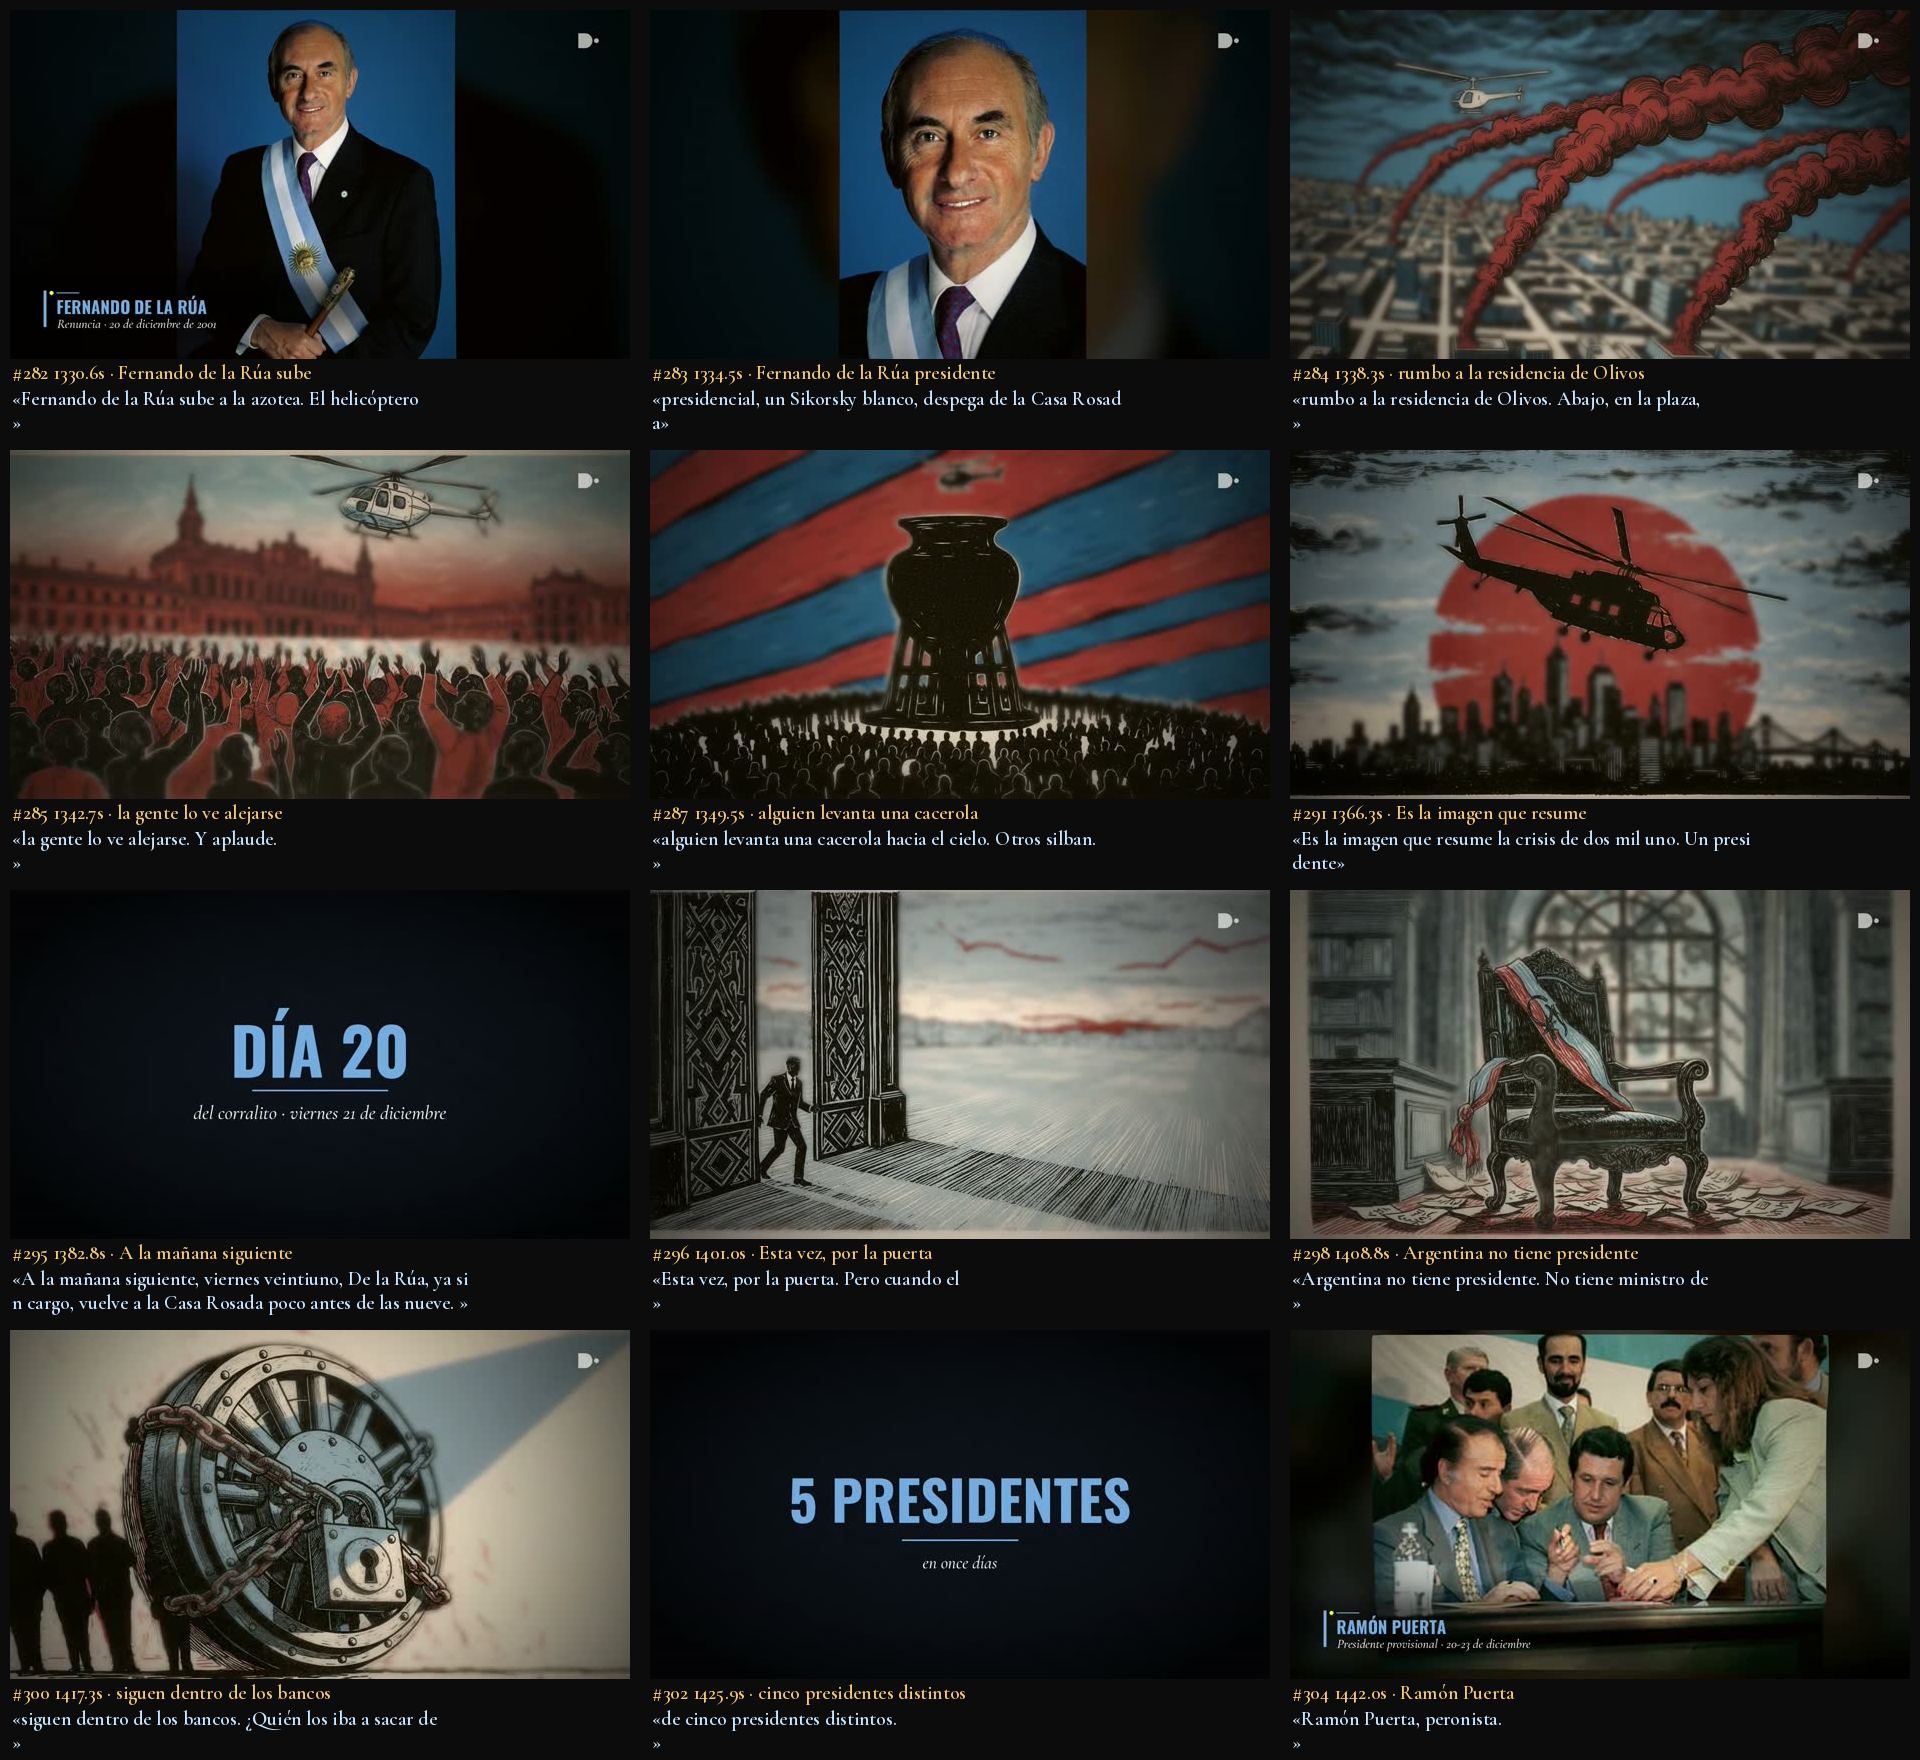 FERNANDO DE LA RÚA
Renuncia · 20 de diciembre de 2001
#282 1330.6s · Fernando de la Rúa sube
«Fernando de la Rúa sube a la azotea. El helicóptero
»
#283 1334.5s · Fernando de la Rúa presidente
«presidencial, un Sikorsky blanco, despega de la Casa Rosad
a»
#284 1338.3s · rumbo a la residencia de Olivos
«rumbo a la residencia de Olivos. Abajo, en la plaza,
»
#285 1342.7s · la gente lo ve alejarse
«la gente lo ve alejarse. Y aplaude.
»
#287 1349.5s · alguien levanta una cacerola
«alguien levanta una cacerola hacia el cielo. Otros silban.
»
#291 1366.3s · Es la imagen que resume
«Es la imagen que resume la crisis de dos mil uno. Un presi
dente»
DÍA 20
del corralito · viernes 21 de diciembre
#295 1382.8s · A la mañana siguiente
«A la mañana siguiente, viernes veintiuno, De la Rúa, ya si
n cargo, vuelve a la Casa Rosada poco antes de las nueve. »
#296 1401.0s · Esta vez, por la puerta
«Esta vez, por la puerta. Pero cuando el
»
#298 1408.8s · Argentina no tiene presidente
«Argentina no tiene presidente. No tiene ministro de
»
#300 1417.3s · siguen dentro de los bancos
«siguen dentro de los bancos. ¿Quién los iba a sacar de
»
5 PRESIDENTES
en once días
#302 1425.9s · cinco presidentes distintos
«de cinco presidentes distintos.
»
RAMÓN PUERTA
Presidente provisional · 20-23 de diciembre
#304 1442.0s · Ramón Puerta
«Ramón Puerta, peronista.
»